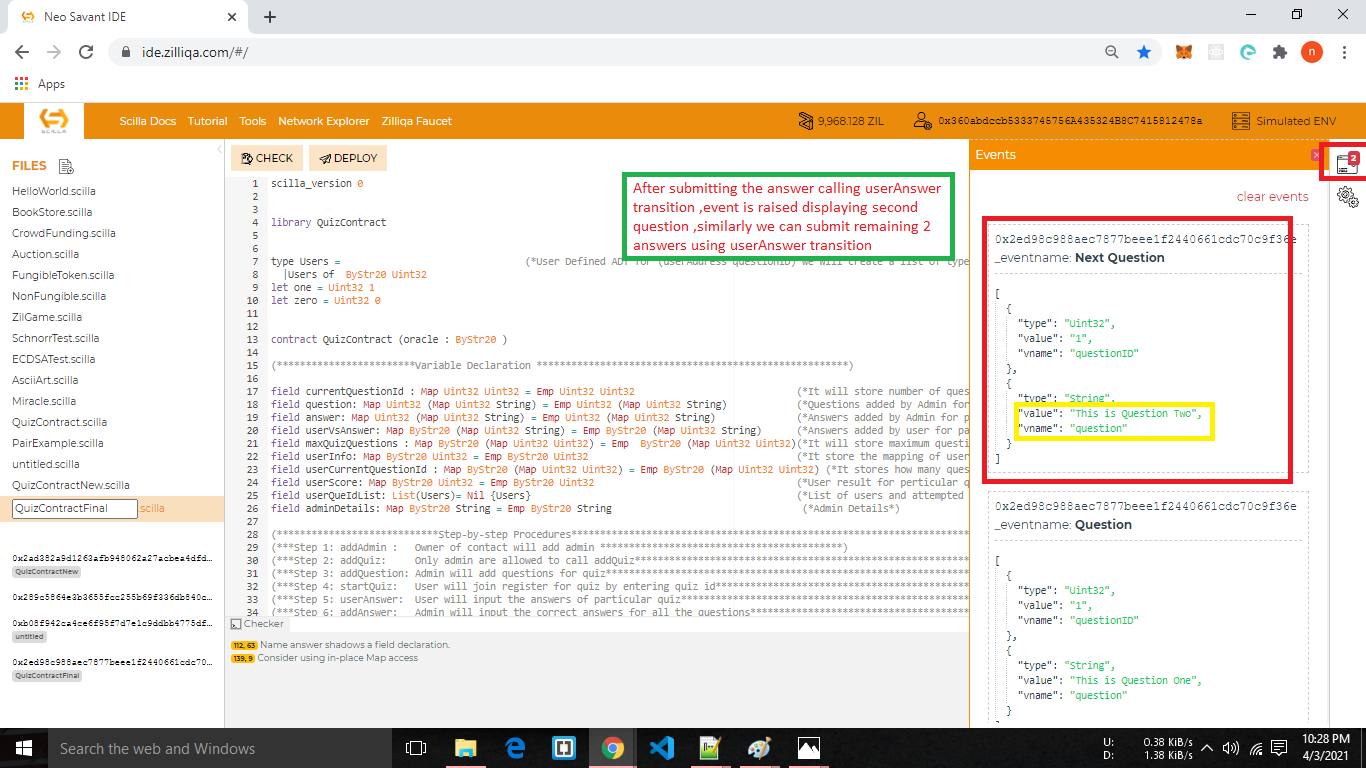 Neo Savant IDE
ide.zilliqa.com/#/
n
Apps
SCILLA
Scilla Docs Tutorial Tools Network Explorer Zilliqa Faucet
9,968.128 ZIL
0x360abdccb5333745756A435324B8C7415812478a
Simulated ENV
FILES
HelloWorld.scilla
BookStore.scilla
CrowdFunding.scilla
Auction.scilla
FungibleToken.scilla
NonFungible.scilla
ZilGame.scilla
SchnorrTest.scilla
ECDSATest.scilla
AsciiArt.scilla
Miracle.scilla
QuizContract.scilla
PairExample.scilla
untitled.scilla
QuizContractNew.scilla
QuizContractFinal .scilla
0x2ad382a9d1263afb948062a27acbea4dfd...
QuizContractNew
0x289c5864e3b3655fcc255b69f336db840c...
0xb08f942ca4ce6f95f7d7e1c9ddbb4775df...
untitled
0x2ed98c988aec7877beee1f2440661cdc70...
QuizContractFinal
CHECK DEPLOY
1 scilla_version 0
2
3
4 library QuizContract
5
6
7 type Users = (*User Defined ADT for (userAddress questionID) we will create a list of type
8 |Users of ByStr20 Uint32
9 let one = Uint32 1
10 let zero = Uint32 0
11
12
13 contract QuizContract (oracle : ByStr20 )
14
15 (************************Variable Declaration ******************************************************)
16
17 field currentQuestionId : Map Uint32 Uint32 = Emp Uint32 Uint32 (*It will store number of ques
18 field question: Map Uint32 (Map Uint32 String) = Emp Uint32 (Map Uint32 String) (*Questions added by Admin for
19 field answer: Map Uint32 (Map Uint32 String) = Emp Uint32 (Map Uint32 String) (*Answers added by Admin for p
20 field userVsAnswer: Map ByStr20 (Map Uint32 String) = Emp ByStr20 (Map Uint32 String) (*Answers added by user for pa
21 field maxQuizQuestions : Map ByStr20 (Map Uint32 Uint32) = Emp ByStr20 (Map Uint32 Uint32)(*It will store maximum questi
22 field userInfo: Map ByStr20 Uint32 = Emp ByStr20 Uint32 (*It will store the mapping of user
23 field userCurrentQuestionId : Map ByStr20 (Map Uint32 Uint32) = Emp ByStr20 (Map Uint32 Uint32) (*It stores how many ques
24 field userScore: Map ByStr20 Uint32 = Emp ByStr20 Uint32 (*User result for perticular q
25 field userQueIdList: List(Users)= Nil {Users} (*List of users and attempted
26 field adminDetails: Map ByStr20 String = Emp ByStr20 String (*Admin Details*)
27
28 (****************************Step-by-step Procedures**********************************************
29 (***Step 1: addAdmin : Owner of contact will add admin ******************************************)
30 (***Step 2: addQuiz: Only admin are allowed to call addQuiz**********************************************
31 (***Step 3: addQuestion: Admin will add questions for quiz**********************************************
32 (***Step 4: startQuiz: User will join register for quiz by entering quiz id******************************
33 (***Step 5: userAnswer: User will input the answers of particular quiz***********************************
34 (***Step 6: addAnswer: Admin will input the correct answers for all the questions************************
After submitting the answer calling userAnswer
transition ,event is raised displaying second
question ,similarly we can submit remaining 2
answers using userAnswer transition
Checker
112, 63 Name answer shadows a field declaration.
139, 9 Consider using in-place Map access
Events
x
2
clear events
0x2ed98c988aec7877beee1f2440661cdc70c9f36e
_eventname: Next Question
[
{
"type": "Uint32",
"value": "1",
"vname": "questionID"
},
{
"type": "String",
"value": "This is Question Two",
"vname": "question"
}
]
0x2ed98c988aec7877beee1f2440661cdc70c9f36e
_eventname: Question
[
{
"type": "Uint32",
"value": "1",
"vname": "questionID"
},
{
"type": "String",
"value": "This is Question One",
"vname": "question"
}
Search the web and Windows
U: 0.38 KiB/s
D: 1.38 KiB/s
10:28 PM
4/3/2021